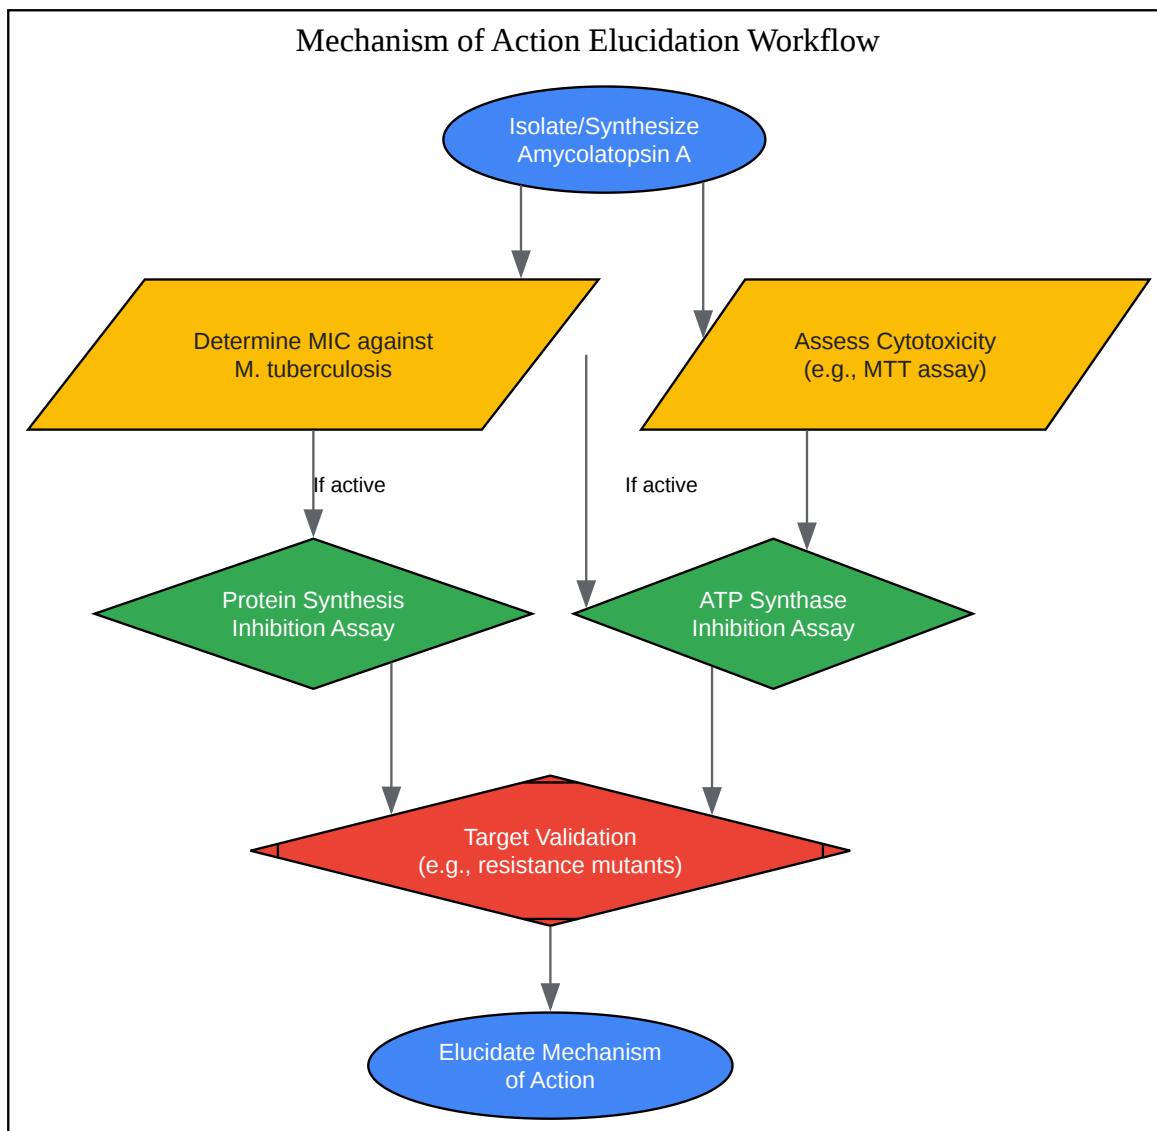 Mechanism of Action Elucidation Workflow
Isolate/Synthesize
Amycolatopsin A
Determine MIC against
M. tuberculosis
Assess Cytotoxicity
(e.g., MTT assay)
If active
If active
Protein Synthesis
Inhibition Assay
ATP Synthase
Inhibition Assay
Target Validation
(e.g., resistance mutants)
Elucidate Mechanism
of Action